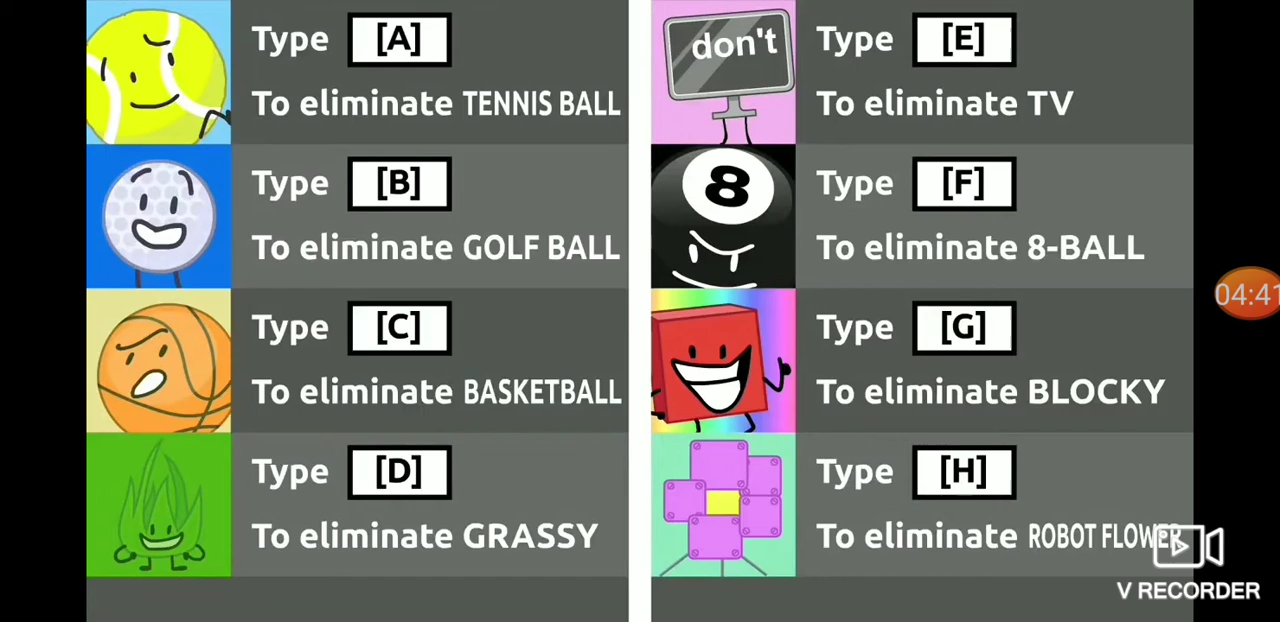 Type [A]
To eliminate TENNIS BALL
Type [B]
To eliminate GOLF BALL
Type [C]
To eliminate BASKETBALL
Type [D]
To eliminate GRASSY
don't
Type [E]
To eliminate TV
8
Type [F]
To eliminate 8-BALL
Type [G]
To eliminate BLOCKY
Type [H]
To eliminate ROBOT FLOWER
04:41
V RECORDER